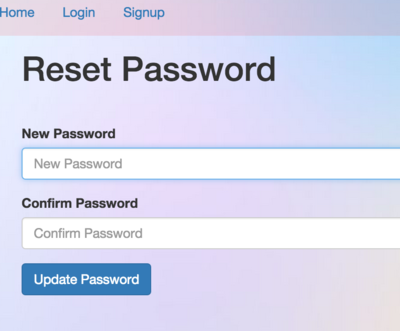 Home Login Signup
Reset Password
New Password
New Password
Confirm Password
Confirm Password
Update Password